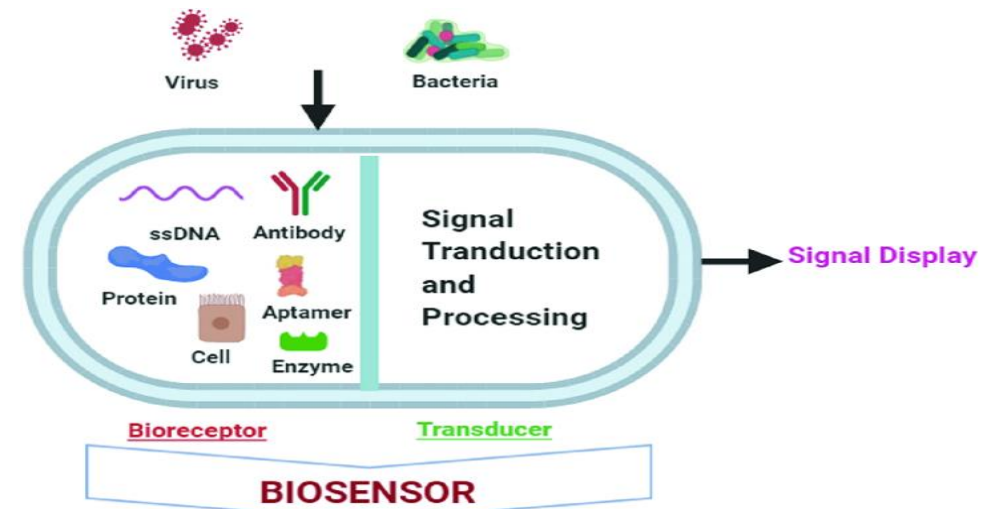 Virus
Bacteria
ssDNA
Antibody
Protein
Aptamer
Cell
Enzyme
Signal
Tranduction
and
Processing
Signal Display
Bioreceptor
Transducer
BIOSENSOR